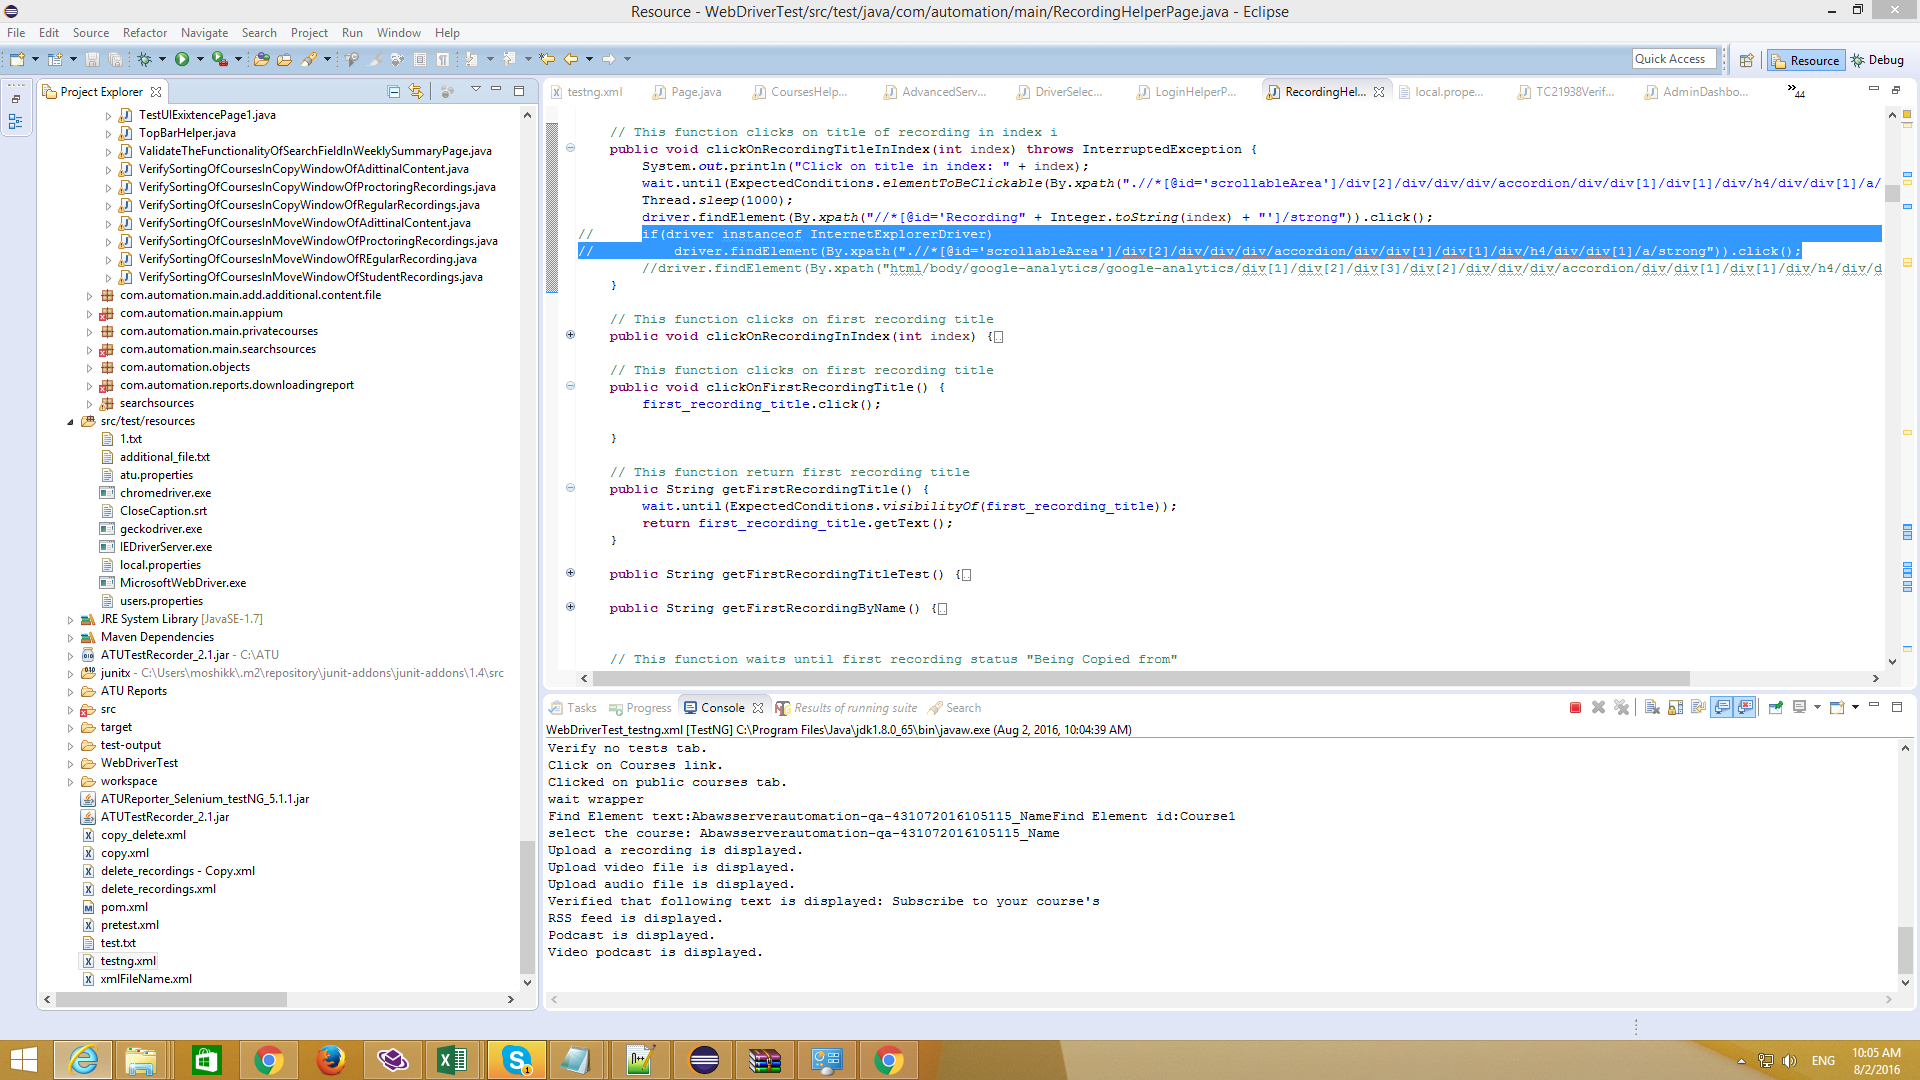 Resource - WebDriverTest/src/test/java/com/automation/main/RecordingHelperPage.java - Eclipse
File Edit Source Refactor Navigate Search Project Run Window Help
Quick Access Resource Debug
Project Explorer
TestUIExixtencePage1.java
TopBarHelper.java
ValidateTheFunctionalityOfSearchFieldInWeeklySummaryPage.java
VerifySortingOfCoursesInCopyWindowOfAdittinalContent.java
VerifySortingOfCoursesInCopyWindowOfProctoringRecordings.java
VerifySortingOfCoursesInCopyWindowOfRegularRecordings.java
VerifySortingOfCoursesInMoveWindowOfAdittinalContent.java
VerifySortingOfCoursesInMoveWindowOfProctoringRecordings.java
VerifySortingOfCoursesInMoveWindowOfREgularRecording.java
VerifySortingOfCoursesInMoveWindowOfStudentRecordings.java
com.automation.main.add.additional.content.file
com.automation.main.appium
com.automation.main.privatecourses
com.automation.main.searchsources
com.automation.objects
com.automation.reports.downloadingreport
searchsources
src/test/resources
1.txt
additional_file.txt
atu.properties
chromedriver.exe
CloseCaption.srt
geckodriver.exe
IEDriverServer.exe
local.properties
MicrosoftWebDriver.exe
users.properties
JRE System Library [JavaSE-1.7]
Maven Dependencies
ATUTestRecorder_2.1.jar - C:\ATU
junitx - C:\Users\moshikk\.m2\repository\junit-addons\junit-addons\1.4\src
ATU Reports
src
target
test-output
WebDriverTest
workspace
ATUReporter_Selenium_testNG_5.1.1.jar
ATUTestRecorder_2.1.jar
copy_delete.xml
copy.xml
delete_recordings - Copy.xml
delete_recordings.xml
pom.xml
pretest.xml
test.txt
testng.xml
xmlFileName.xml
testng.xml Page.java CoursesHelp... AdvancedServ... DriverSelec... LoginHelperP... RecordingHel... local.prope... TC21938Verif... AdminDashbo... »44
// This function clicks on title of recording in index i
public void clickOnRecordingTitleInIndex(int index) throws InterruptedException {
System.out.println("Click on title in index: " + index);
wait.until(ExpectedConditions.elementToBeClickable(By.xpath(".//*[@id='scrollableArea']/div[2]/div/div/div/accordion/div/div[1]/div[1]/div/h4/div/div[1]/a/
Thread.sleep(1000);
driver.findElement(By.xpath("//*[@id='Recording" + Integer.toString(index) + "']/strong")).click();
// if(driver instanceof InternetExplorerDriver)
// driver.findElement(By.xpath(".//*[@id='scrollableArea']/div[2]/div/div/div/accordion/div/div[1]/div[1]/div/h4/div/div[1]/a/strong")).click();
//driver.findElement(By.xpath("html/body/google-analytics/google-analytics/div[1]/div[2]/div[3]/div[2]/div/div/div/accordion/div/div[1]/div[1]/div/h4/div/d
}
// This function clicks on first recording title
public void clickOnRecordingInIndex(int index) {
// This function clicks on first recording title
public void clickOnFirstRecordingTitle() {
first_recording_title.click();
}
// This function return first recording title
public String getFirstRecordingTitle() {
wait.until(ExpectedConditions.visibilityOf(first_recording_title));
return first_recording_title.getText();
}
public String getFirstRecordingTitleTest() {
public String getFirstRecordingByName() {
// This function waits until first recording status "Being Copied from"
Tasks Progress Console Results of running suite Search
WebDriverTest_testng.xml [TestNG] C:\Program Files\Java\jdk1.8.0_65\bin\javaw.exe (Aug 2, 2016, 10:04:39 AM)
Verify no tests tab.
Click on Courses link.
Clicked on public courses tab.
wait wrapper
Find Element text:Abawsserverautomation-qa-431072016105115_NameFind Element id:Course1
select the course: Abawsserverautomation-qa-431072016105115_Name
Upload a recording is displayed.
Upload video file is displayed.
Upload audio file is displayed.
Verified that following text is displayed: Subscribe to your course's
RSS feed is displayed.
Podcast is displayed.
Video podcast is displayed.
ENG
10:05 AM
8/2/2016